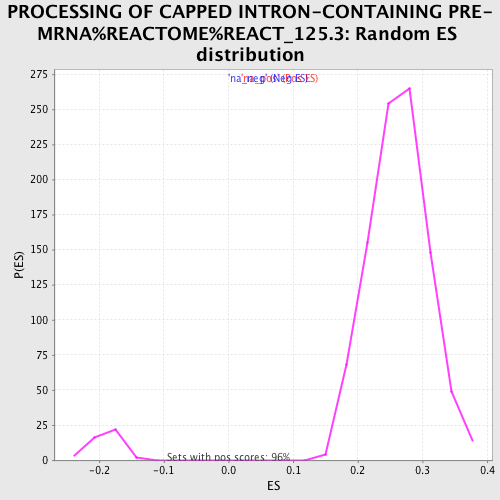 PROCESSING OF CAPPED INTRON-CONTAINING PRE-
MRNA%REACTOME%REACT_125.3: Random ES
distribution
275
250
225
200
175
150
125
100
75
50
25
0
P(ES)
Sets with pos scores: 96%
-0.2 -0.1 0.0 0.1 0.2 0.3 0.4
ES